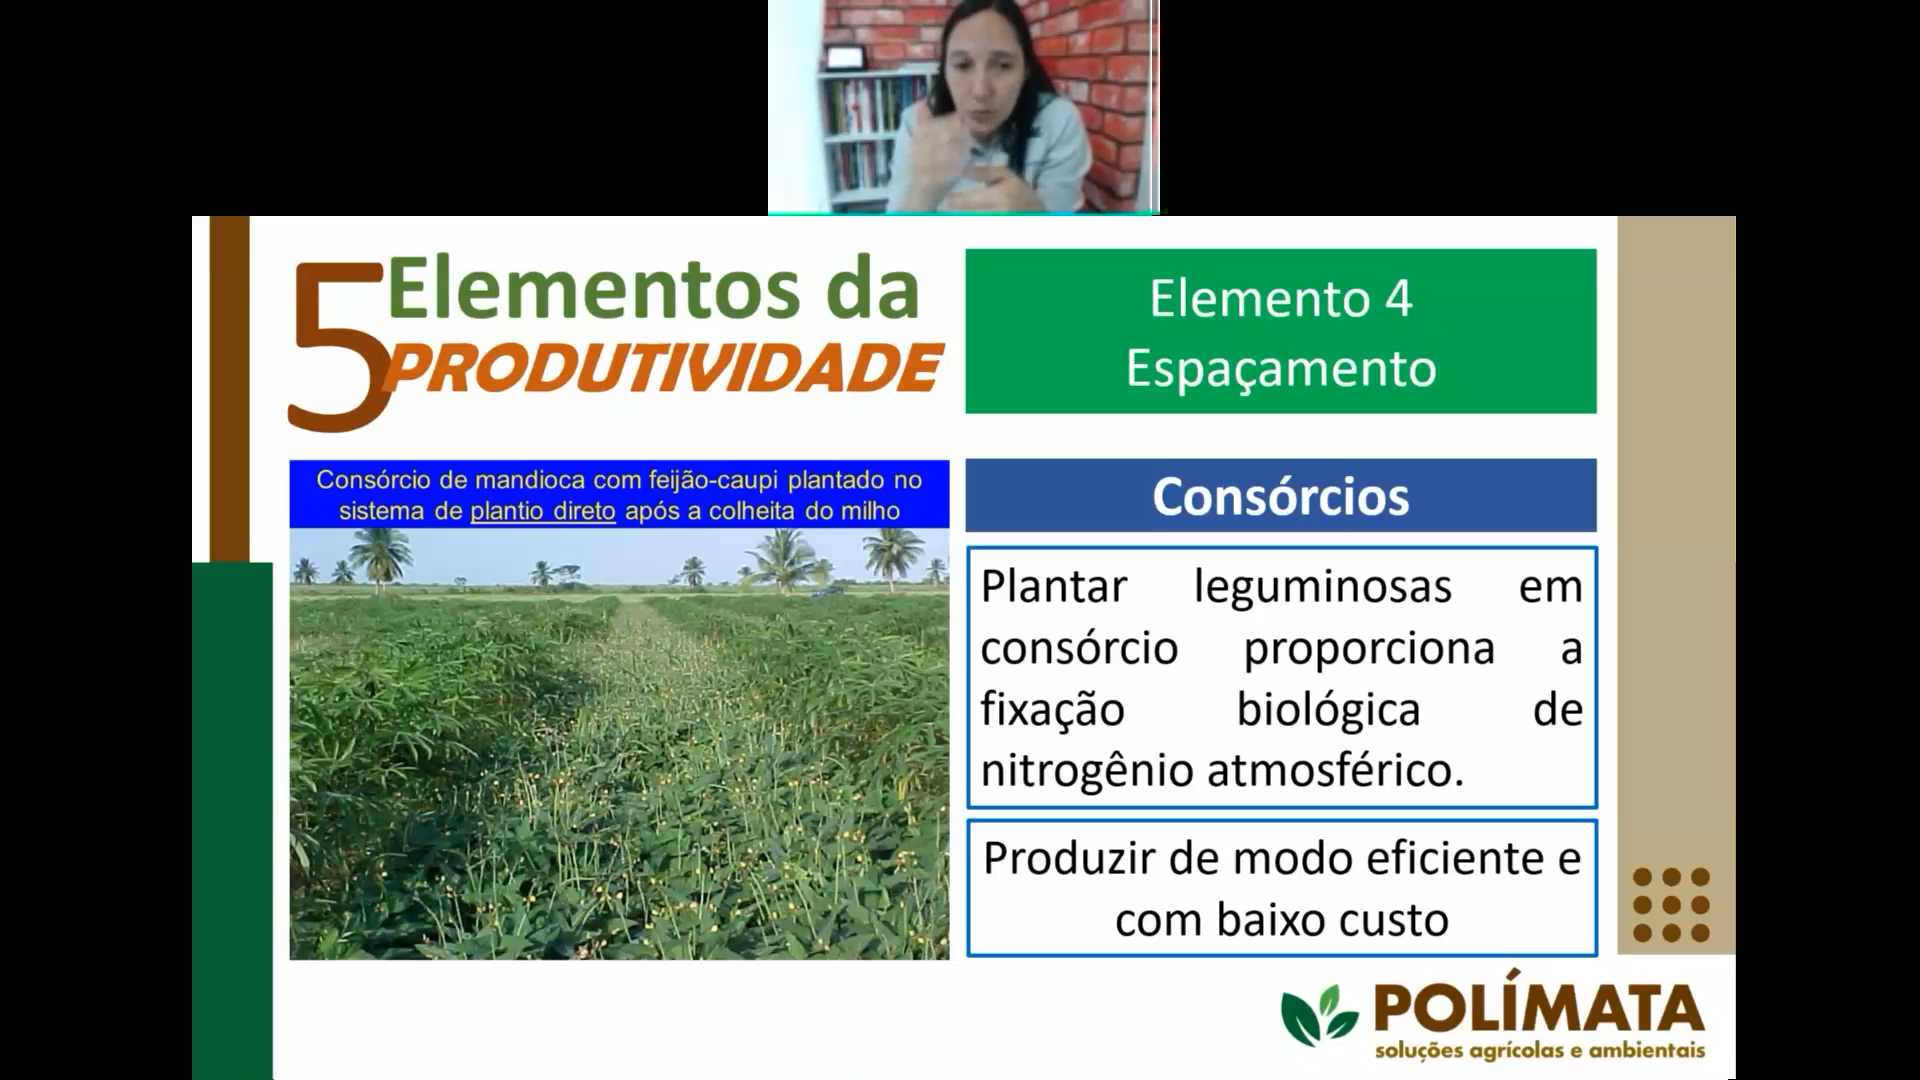 5 Elementos da
PRODUTIVIDADE
Elemento 4
Espaçamento
Consórcio de mandioca com feijão-caupi plantado no
sistema de plantio direto após a colheita do milho
Consórcios
Plantar leguminosas em
consórcio proporciona a
fixação biológica de
nitrogênio atmosférico.
Produzir de modo eficiente e
com baixo custo
POLÍMATA
soluções agrícolas e ambientais